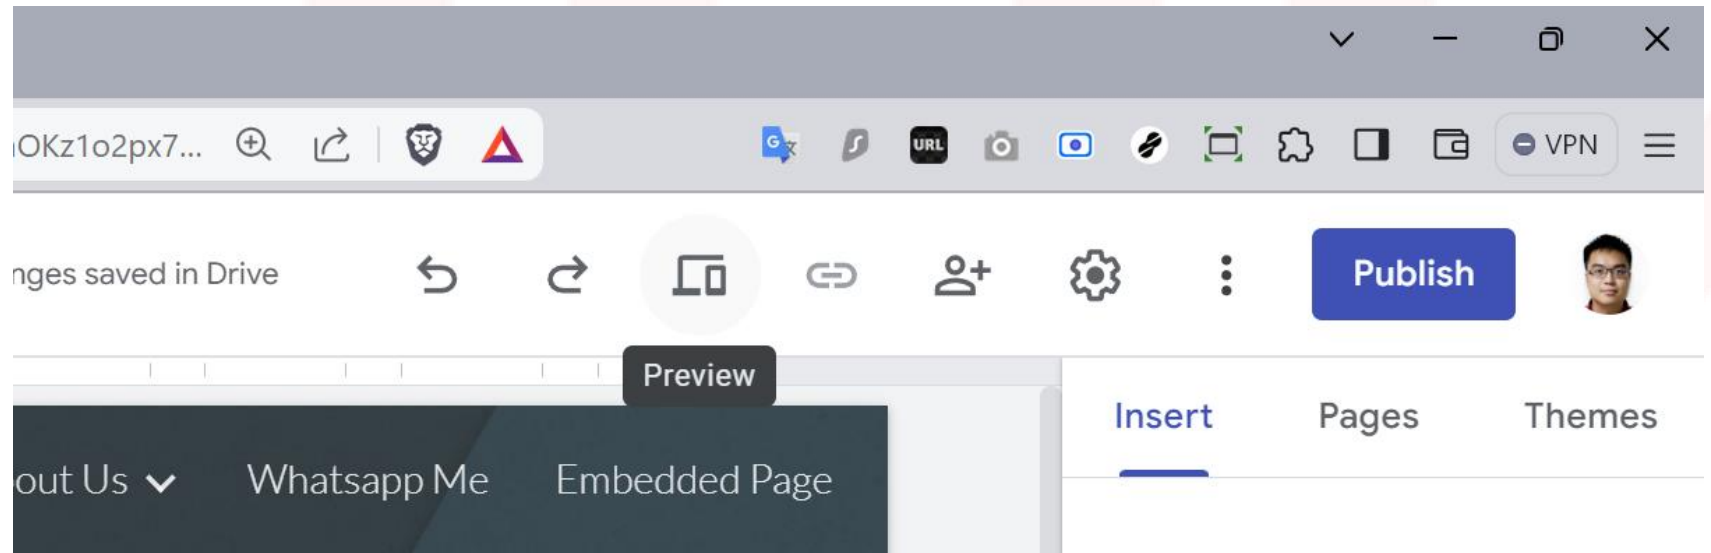 OKz1o2px7...
URL
VPN
nges saved in Drive
Publish
Preview
Insert
Pages
Themes
out Us
Whatsapp Me
Embedded Page